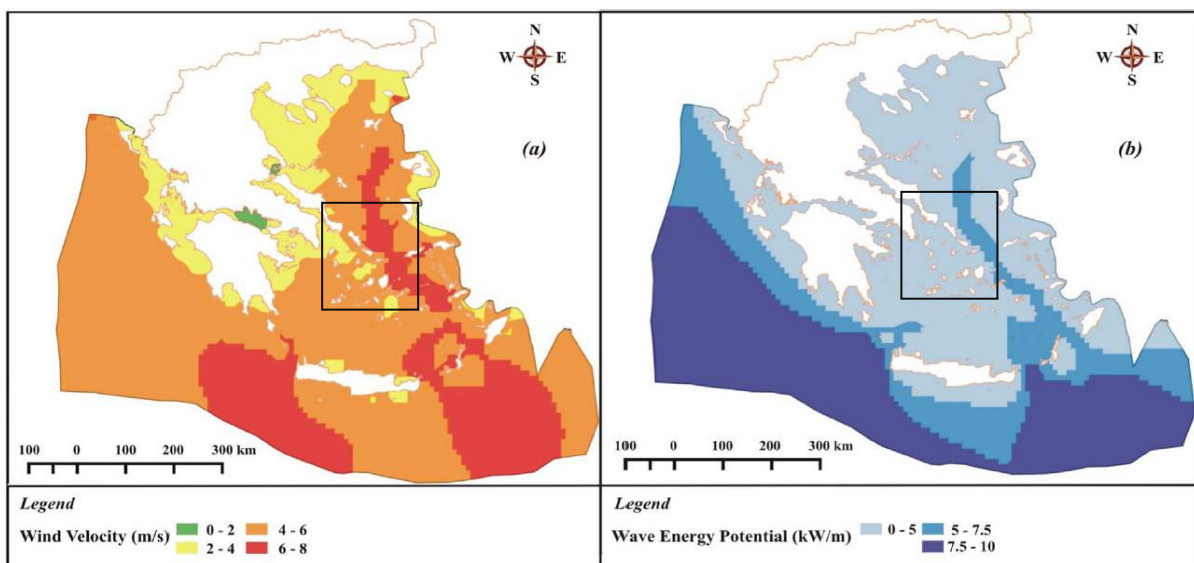 N
W E
S
(a)
100 0 100 200 300 km
Legend
Wind Velocity (m/s) 0 - 2 4 - 6
2 - 4 6 - 8
N
W E
S
(b)
100 0 100 200 300 km
Legend
Wave Energy Potential (kW/m) 0 - 5 5 - 7.5
7.5 - 10